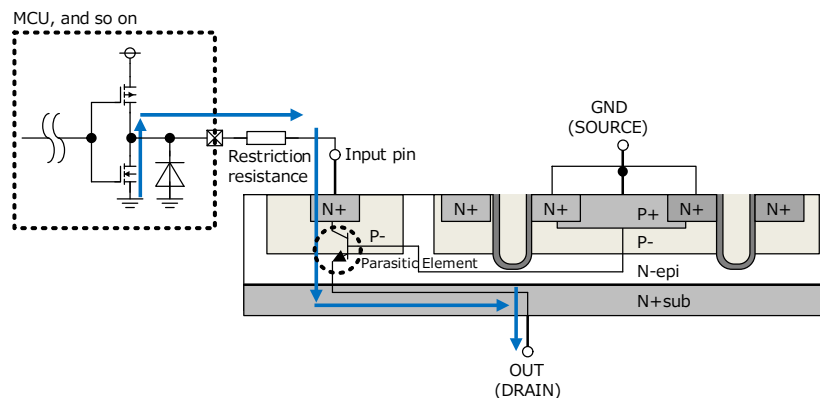 MCU, and so on
GND
(SOURCE)
Restriction
resistance
Input pin
N+
N+
N+
P+
N+
N+
P-
P-
Parasitic Element
N-epi
N+sub
OUT
(DRAIN)